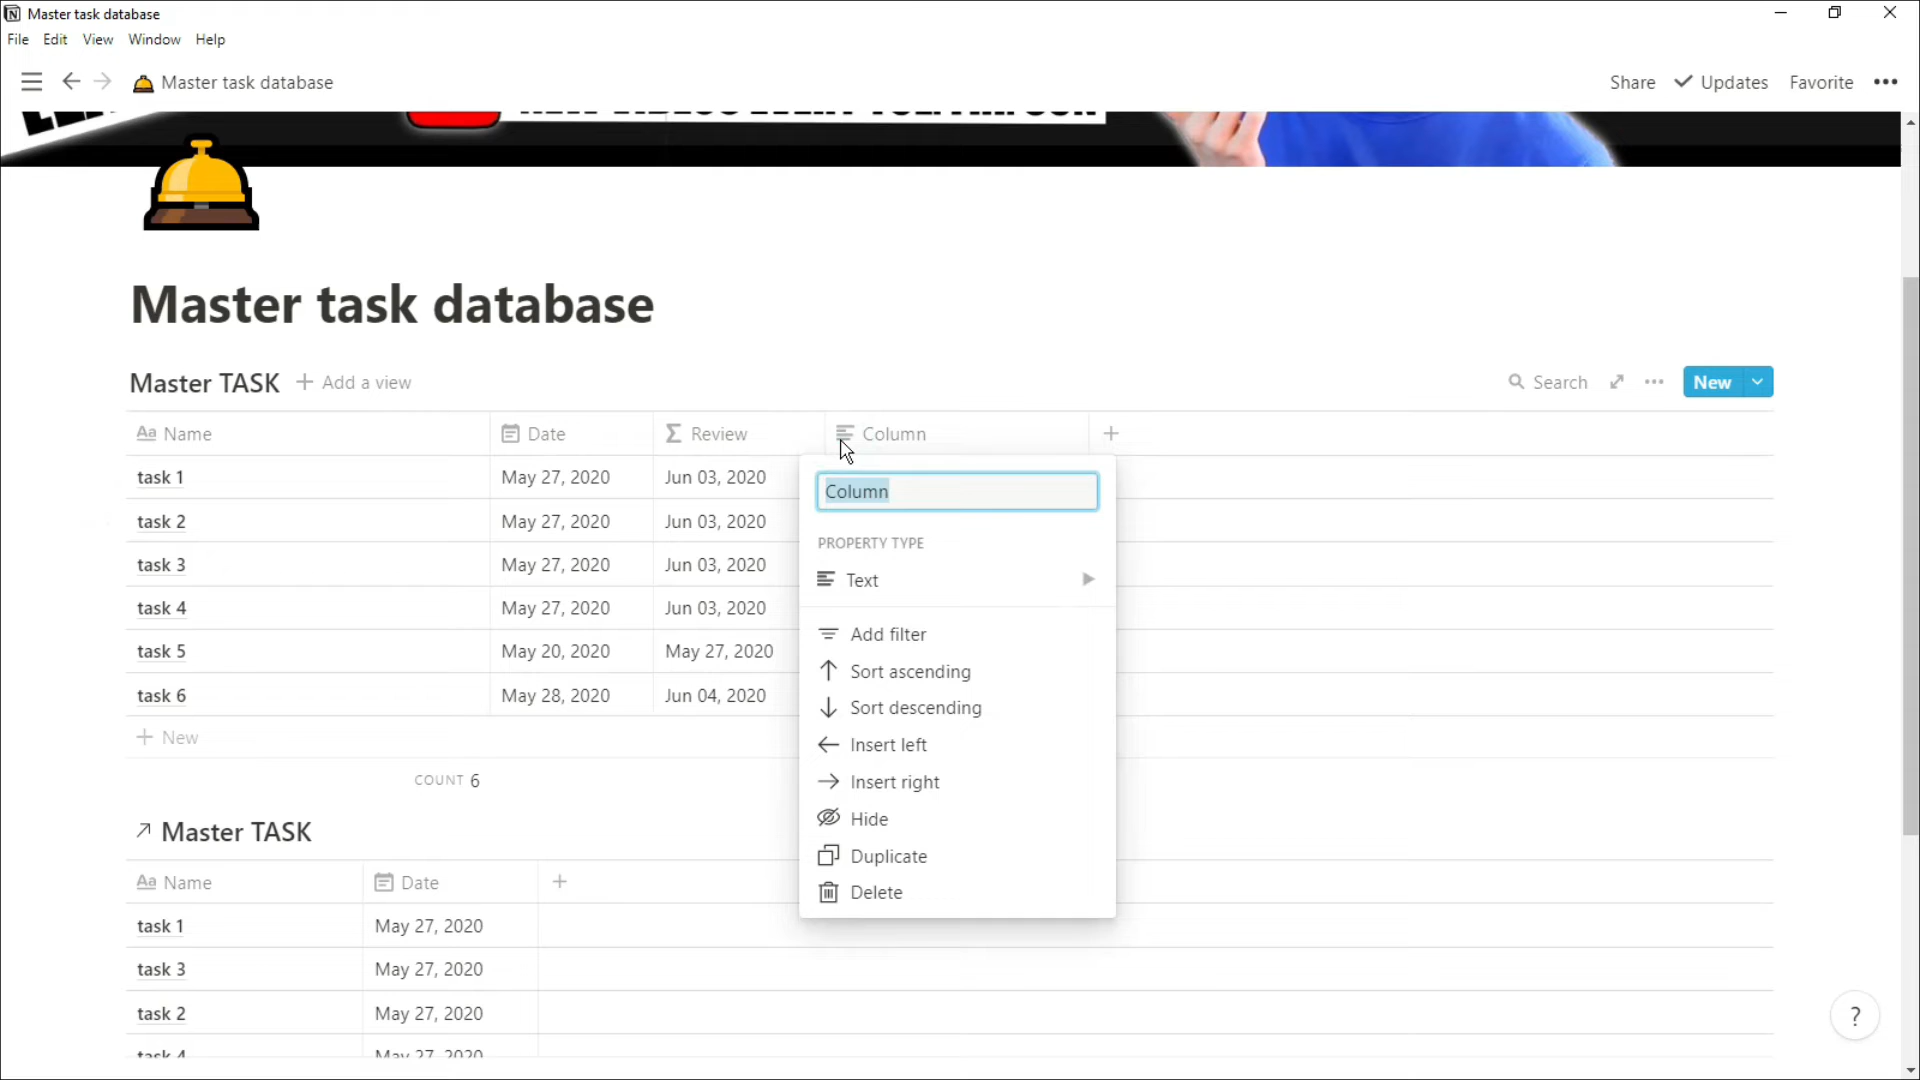 Master task database
File Edit View Window Help
Master task database
Share Updates Favorite
Master task database
Master TASK Add a view
Search New
Name Date Review Column
task 1 May 27, 2020 Jun 03, 2020
Column
task 2 May 27, 2020 Jun 03, 2020
PROPERTY TYPE
task 3 May 27, 2020 Jun 03, 2020
Text
task 4 May 27, 2020 Jun 03, 2020
Add filter
task 5 May 20, 2020 May 27, 2020
Sort ascending
task 6 May 28, 2020 Jun 04, 2020
Sort descending
New
Insert left
COUNT 6
Insert right
Hide
Master TASK
Duplicate
Name Date
Delete
task 1 May 27, 2020
task 3 May 27, 2020
task 2 May 27, 2020
task 4 May 27, 2020
?